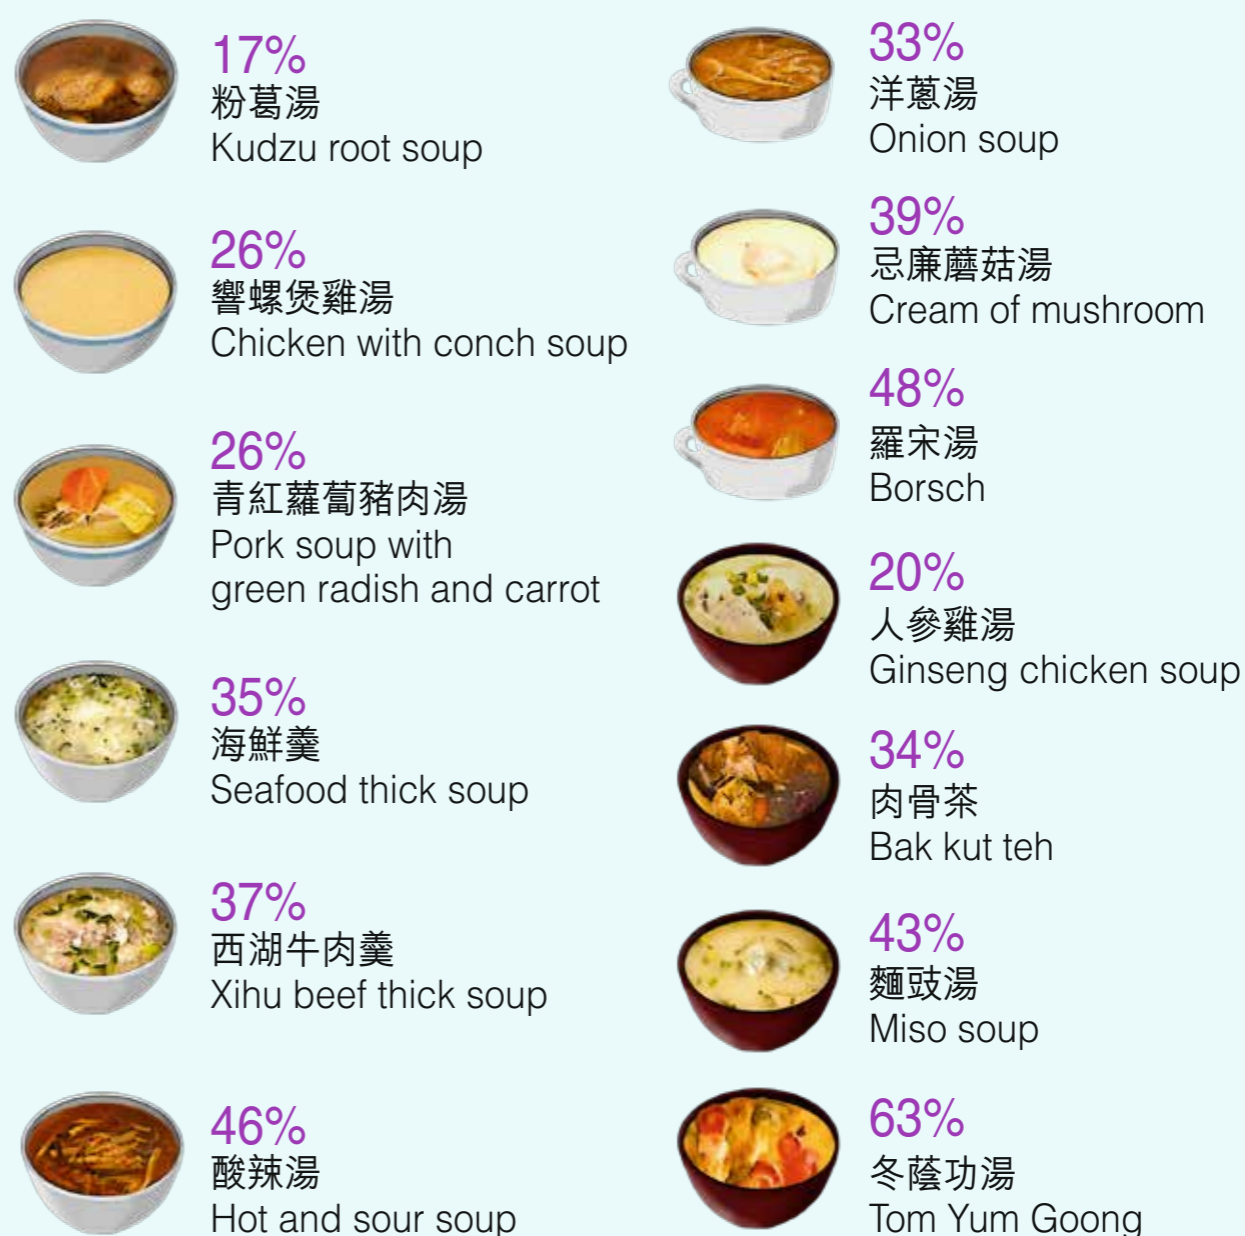 17%
粉葛湯
Kudzu root soup
26%
響螺煲雞湯
Chicken with conch soup
26%
青紅蘿蔔豬肉湯
Pork soup with
green radish and carrot
35%
海鮮羹
Seafood thick soup
37%
西湖牛肉羹
Xihu beef thick soup
46%
酸辣湯
Hot and sour soup
33%
洋蔥湯
Onion soup
39%
忌廉蘑菇湯
Cream of mushroom
48%
羅宋湯
Borsch
20%
人參雞湯
Ginseng chicken soup
34%
肉骨茶
Bak kut teh
43%
麵豉湯
Miso soup
63%
冬蔭功湯
Tom Yum Goong